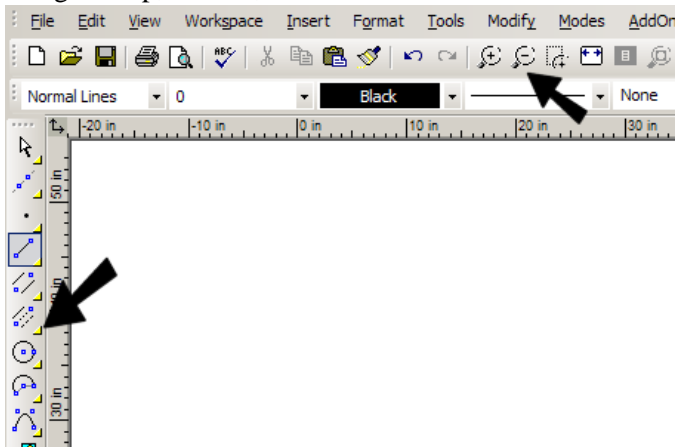 File Edit View Workspace Insert Format Tools Modify Modes AddOn
ABC
Normal Lines 0 Black None
-20 in -10 in 0 in 10 in 20 in 30 in
50 in
30 in